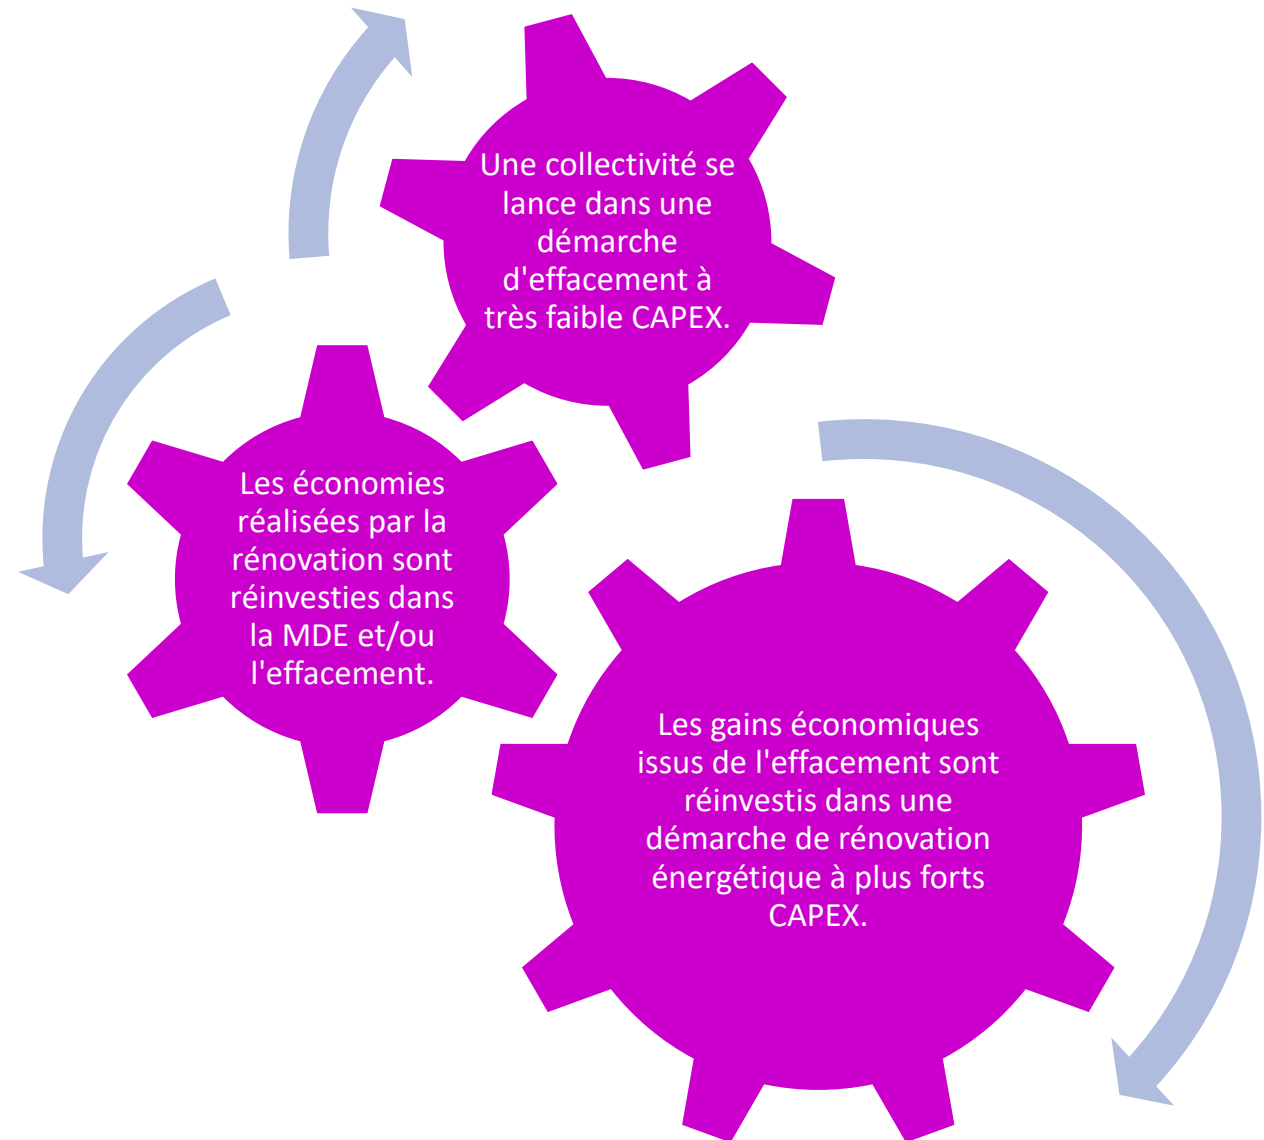 Une collectivité se
lance dans une
démarche
d'effacement à
très faible CAPEX.
Les économies
réalisées par la
rénovation sont
réinvesties dans
la MDE et/ou
l'effacement.
Les gains économiques
issus de l'effacement sont
réinvestis dans une
démarche de rénovation
énergétique à plus forts
CAPEX.